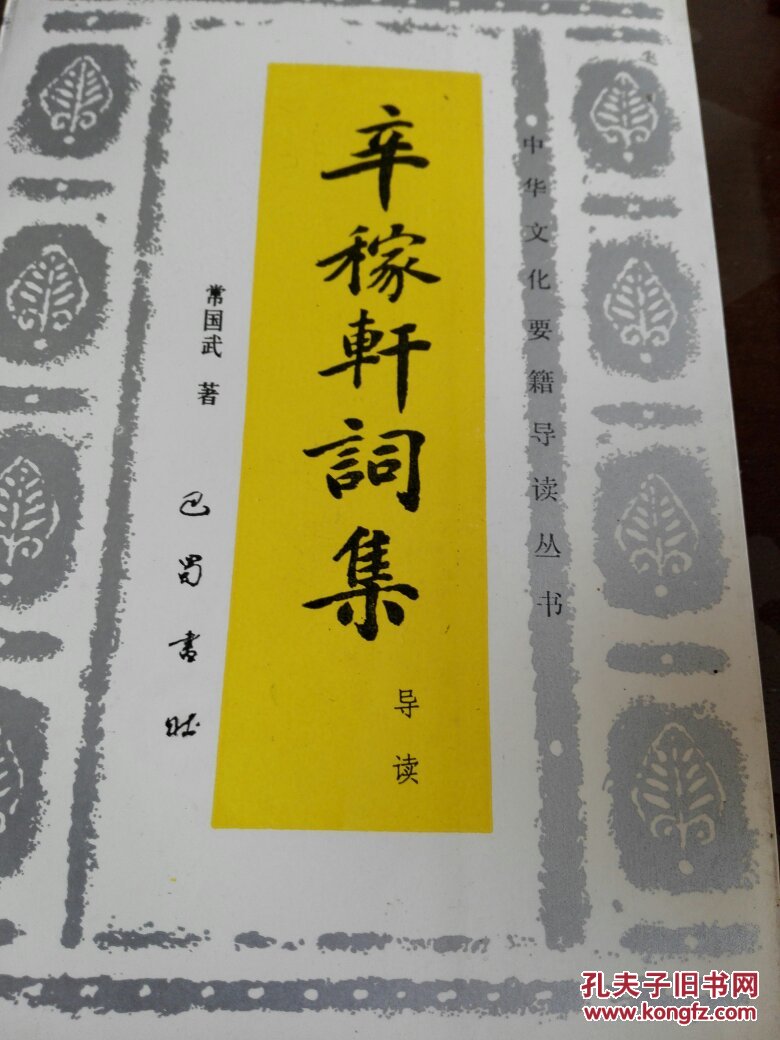 中华文化要籍导读丛书
辛稼軒詞集
导读
常国武 著
巴蜀书社
孔夫子旧书网
www.kongfz.com